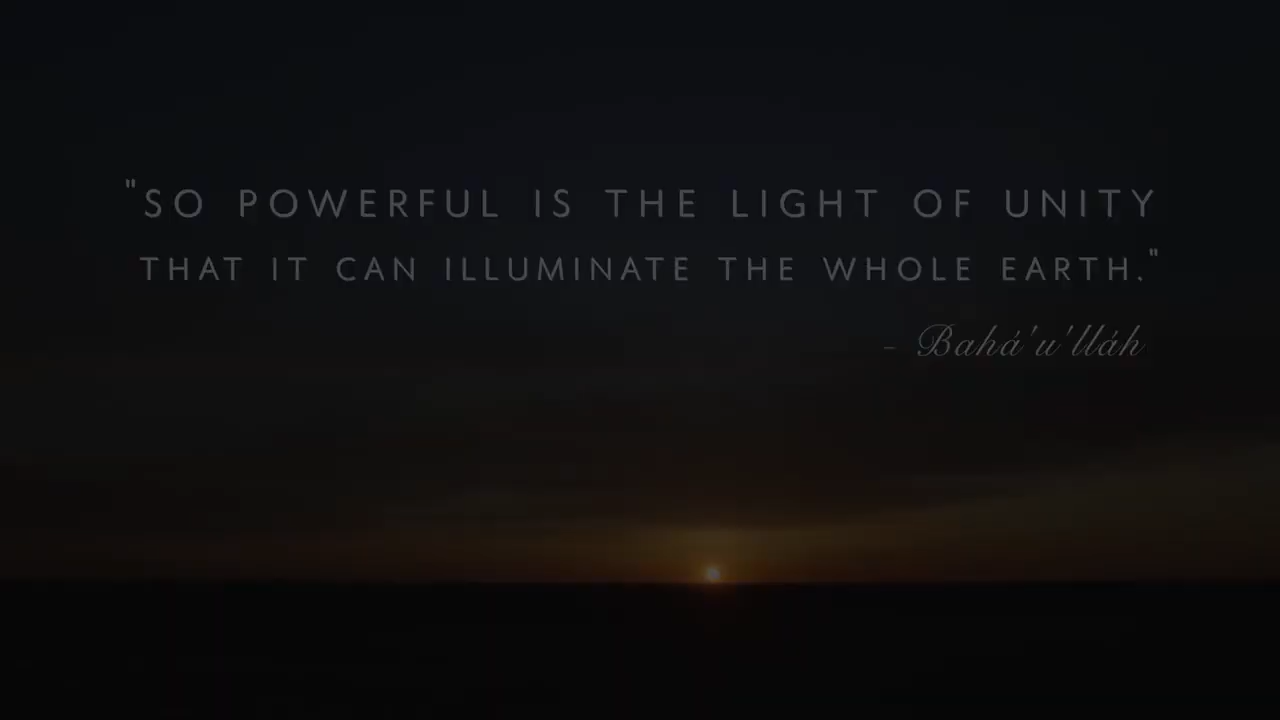 "SO POWERFUL IS THE LIGHT OF UNITY
THAT IT CAN ILLUMINATE THE WHOLE EARTH."
- Bahá'u'lláh